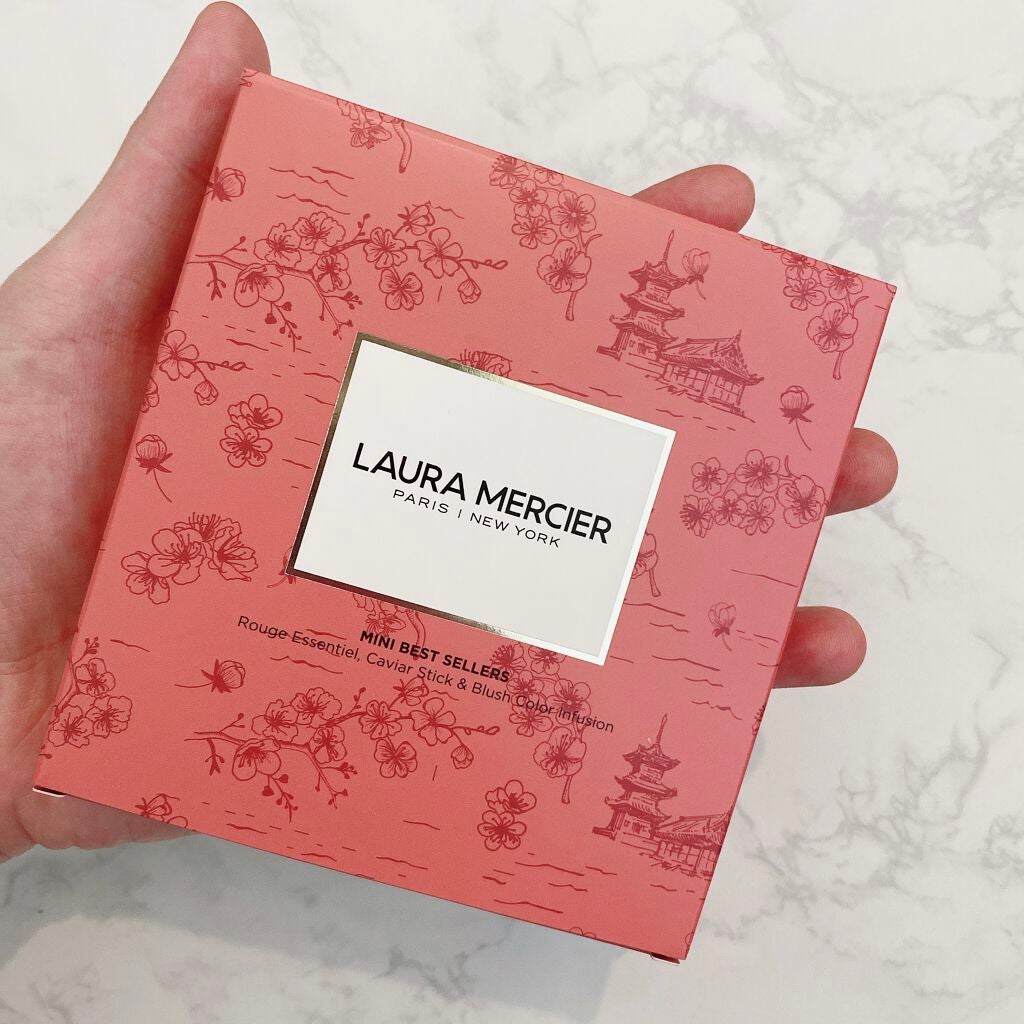 LAURA MERCIER
PARIS | NEW YORK
MINI BEST SELLERS
Rouge Essentiel, Caviar Stick & Blush Color Infusion